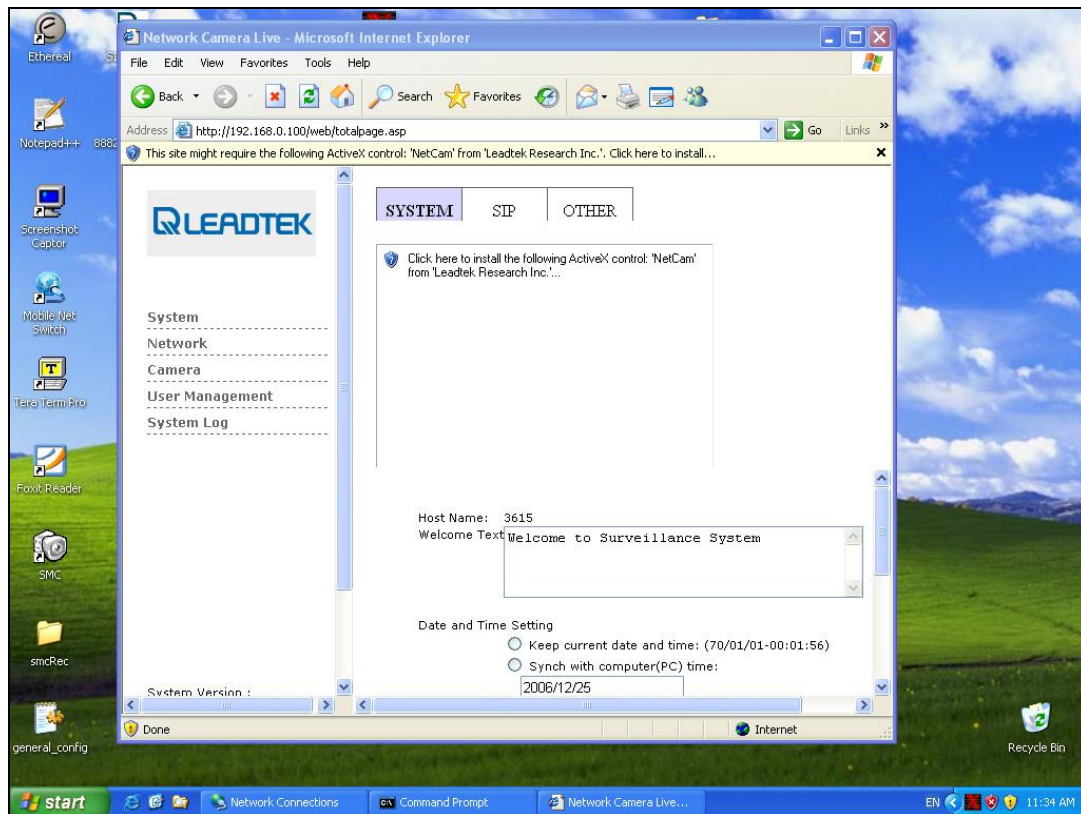 Ethereal
Notepad++
8882
Screenshot Captor
Mobile Net Switch
Tera Term Pro
Foxit Reader
SMC
smcRec
general_config
Network Camera Live - Microsoft Internet Explorer
File Edit View Favorites Tools Help
Back Search Favorites
Address http://192.168.0.100/web/totalpage.asp Go Links »
This site might require the following ActiveX control: 'NetCam' from 'Leadtek Research Inc.'. Click here to install...
LEADTEK
System
Network
Camera
User Management
System Log
System Version :
SYSTEM SIP OTHER
Click here to install the following ActiveX control: 'NetCam'
from 'Leadtek Research Inc.'...
Host Name: 3615
Welcome Text Welcome to Surveillance System
Date and Time Setting
Keep current date and time: (70/01/01-00:01:56)
Synch with computer(PC) time:
2006/12/25
Done Internet
Recycle Bin
start Network Connections Command Prompt Network Camera Live... EN 11:34 AM